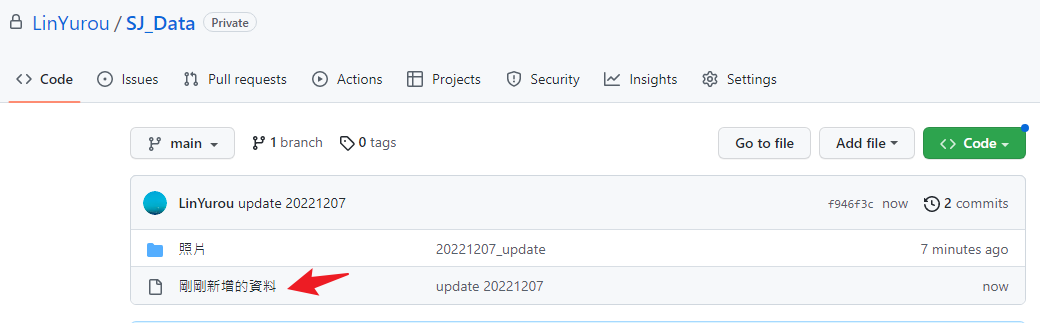 LinYurou / SJ_Data Private
Code Issues Pull requests Actions Projects Security Insights Settings
main 1 branch 0 tags Go to file Add file Code
LinYurou update 20221207 f946f3c now 2 commits
照片 20221207_update 7 minutes ago
剛剛新增的資料 update 20221207 now